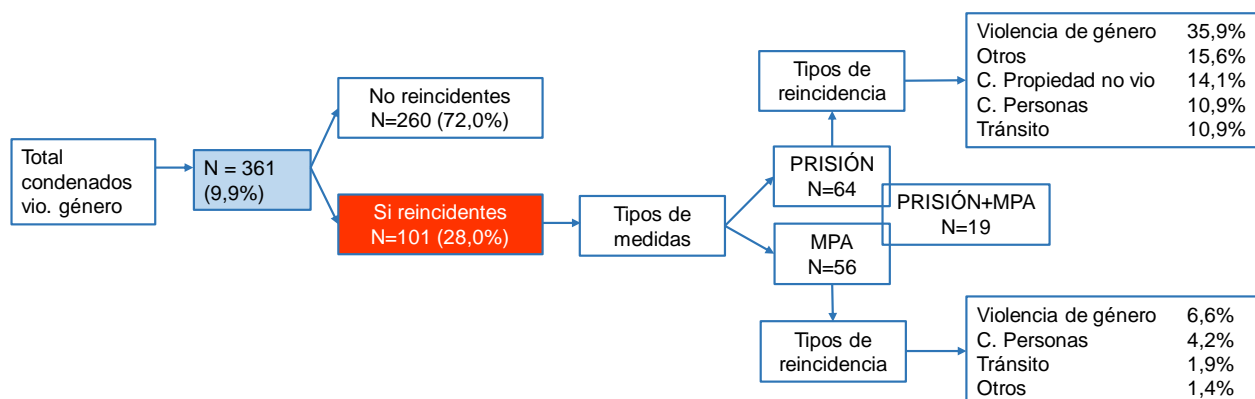 Total
condenados
vio. género
N = 361
(9,9%)
No reincidentes
N=260 (72,0%)
Si reincidentes
N=101 (28,0%)
Tipos de
medidas
PRISIÓN
N=64
PRISIÓN+MPA
N=19
MPA
N=56
Tipos de
reincidencia
Violencia de género 35,9%
Otros 15,6%
C. Propiedad no vio 14,1%
C. Personas 10,9%
Tránsito 10,9%
Tipos de
reincidencia
Violencia de género 6,6%
C. Personas 4,2%
Tránsito 1,9%
Otros 1,4%